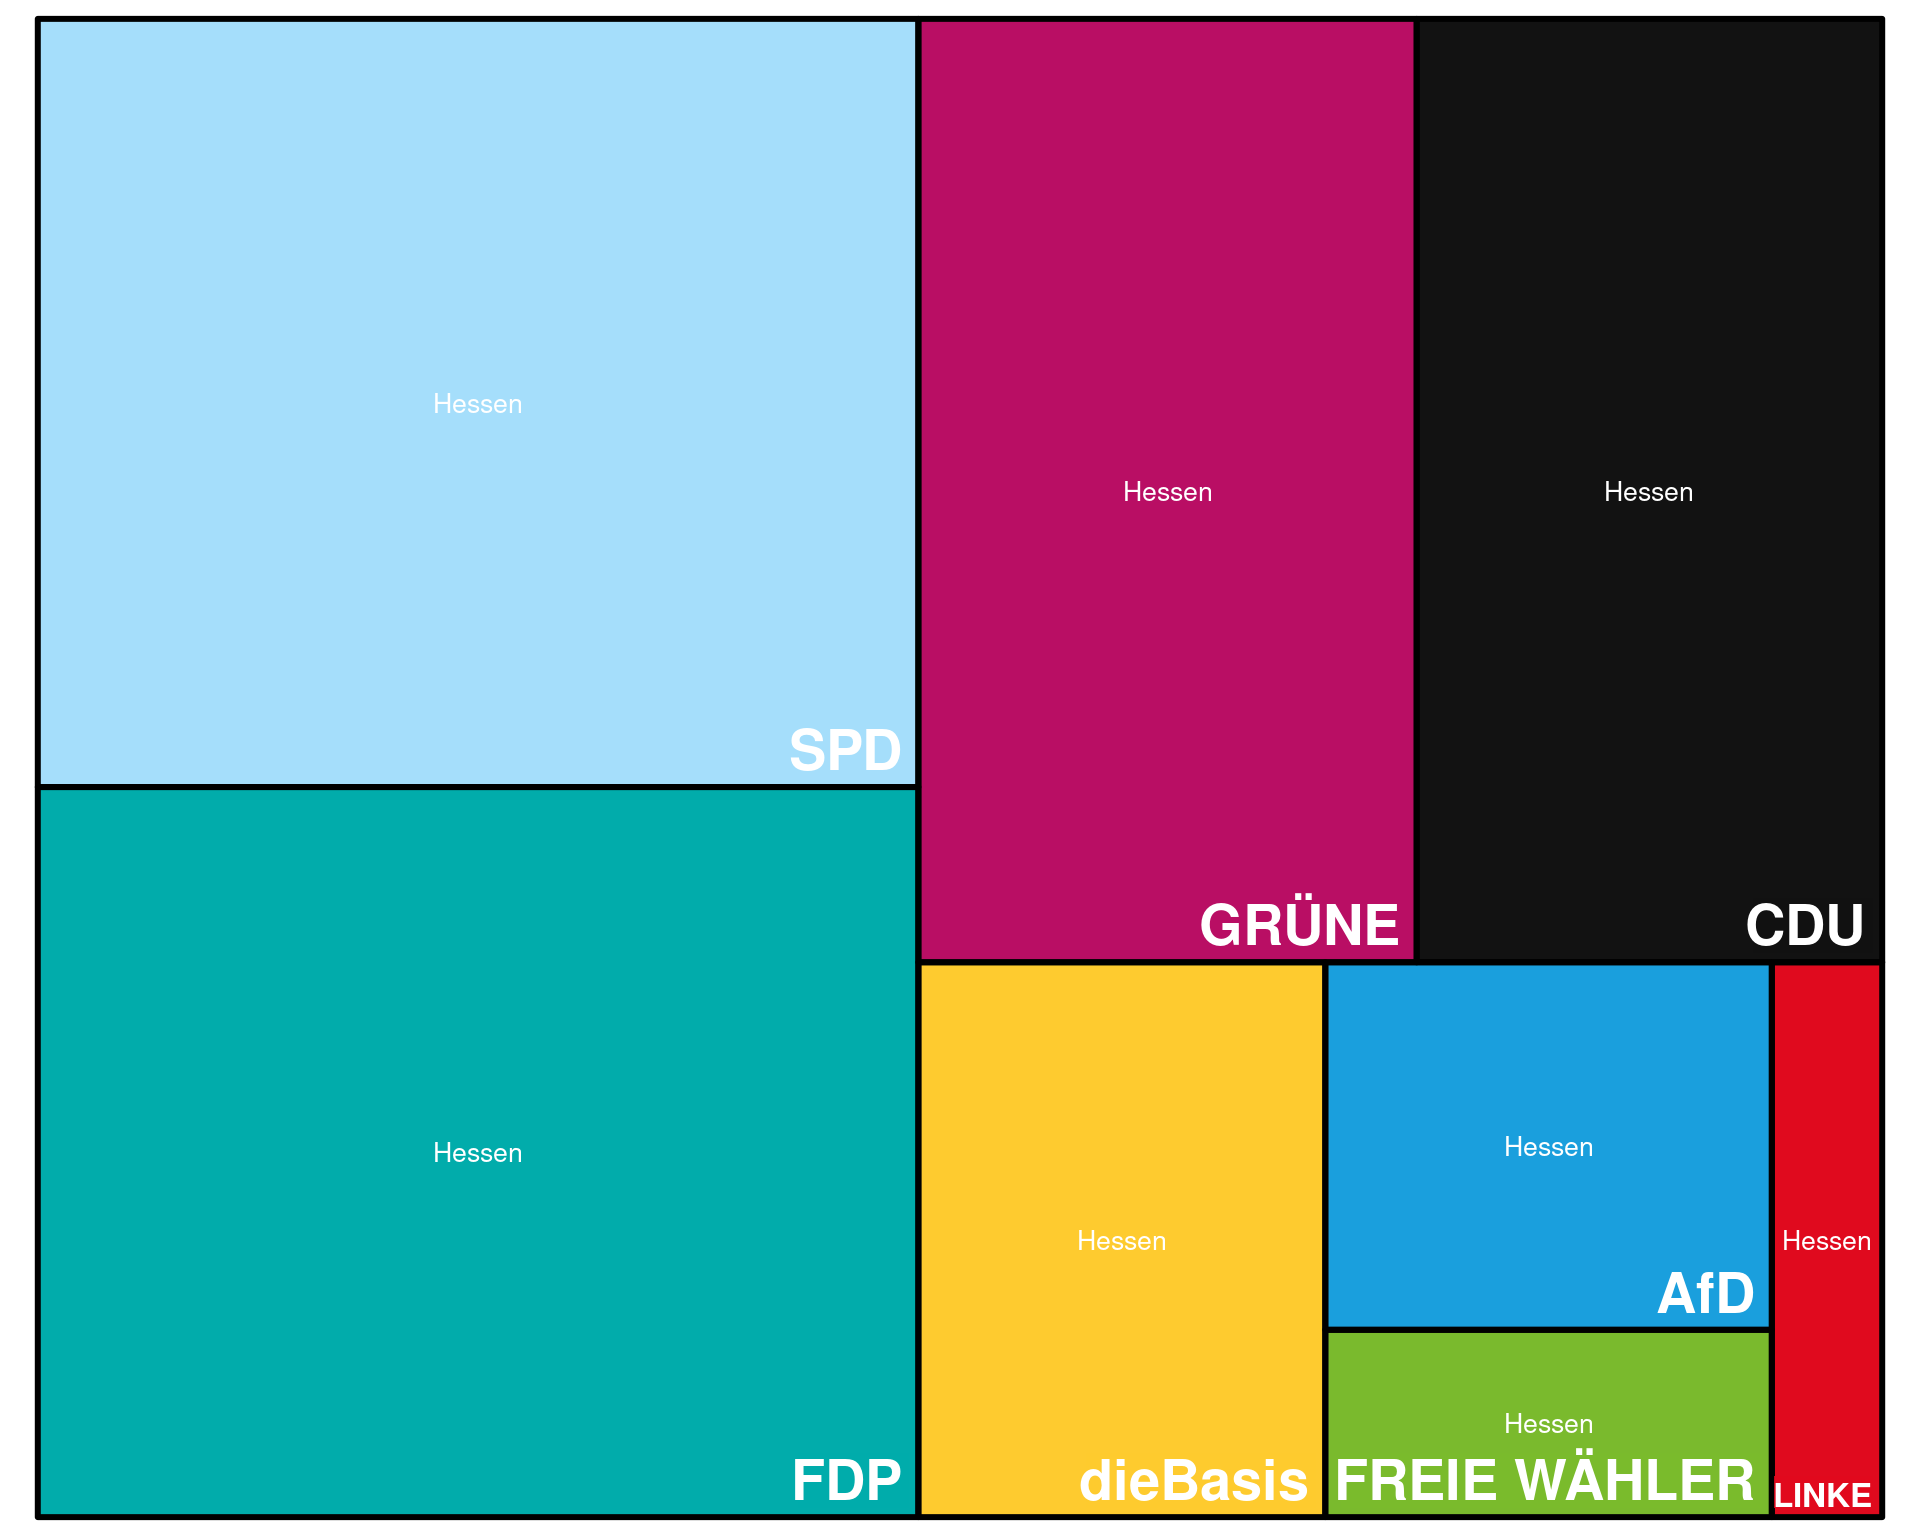 Hessen
SPD
Hessen
FDP
Hessen
GRÜNE
Hessen
CDU
Hessen
dieBasis
Hessen
AfD
Hessen
FREIE WÄHLER
Hessen
LINKE